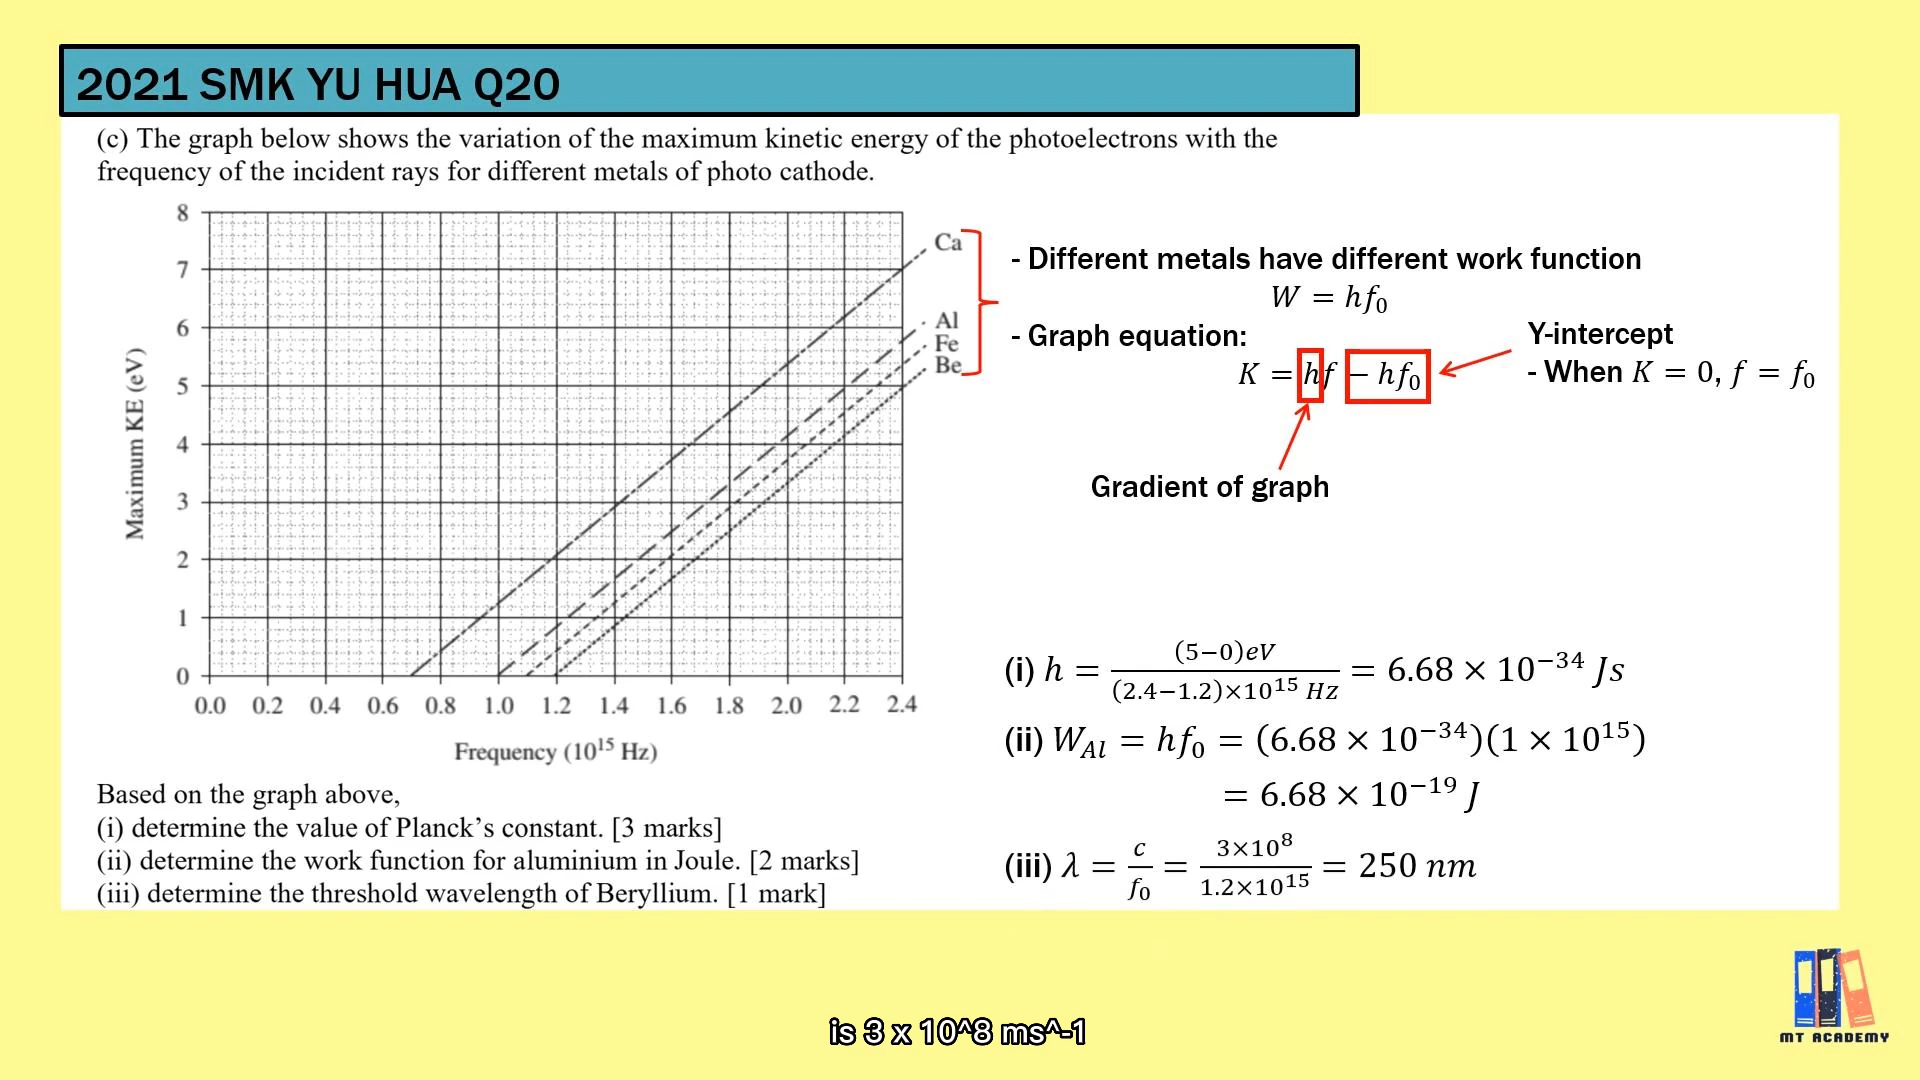 2021 SMK YU HUA Q20
(c) The graph below shows the variation of the maximum kinetic energy of the photoelectrons with the
frequency of the incident rays for different metals of photo cathode.
8
7
6
5
4
3
2
1
0
Maximum KE (eV)
0.0 0.2 0.4 0.6 0.8 1.0 1.2 1.4 1.6 1.8 2.0 2.2 2.4
Frequency (10¹⁵ Hz)
Ca
Al
Fe
Be
- Different metals have different work function
W = hf₀
- Graph equation:
K = hf − hf₀
Y-intercept
- When K = 0, f = f₀
Gradient of graph
Based on the graph above,
(i) determine the value of Planck’s constant. [3 marks]
(ii) determine the work function for aluminium in Joule. [2 marks]
(iii) determine the threshold wavelength of Beryllium. [1 mark]
(i) h = (5−0)eV / (2.4−1.2)×10¹⁵ Hz = 6.68 × 10⁻³⁴ Js
(ii) W_Al = hf₀ = (6.68 × 10⁻³⁴)(1 × 10¹⁵)
= 6.68 × 10⁻¹⁹ J
(iii) λ = c / f₀ = 3×10⁸ / 1.2×10¹⁵ = 250 nm
MT ACADEMY
is 3 x 10^8 ms^-1